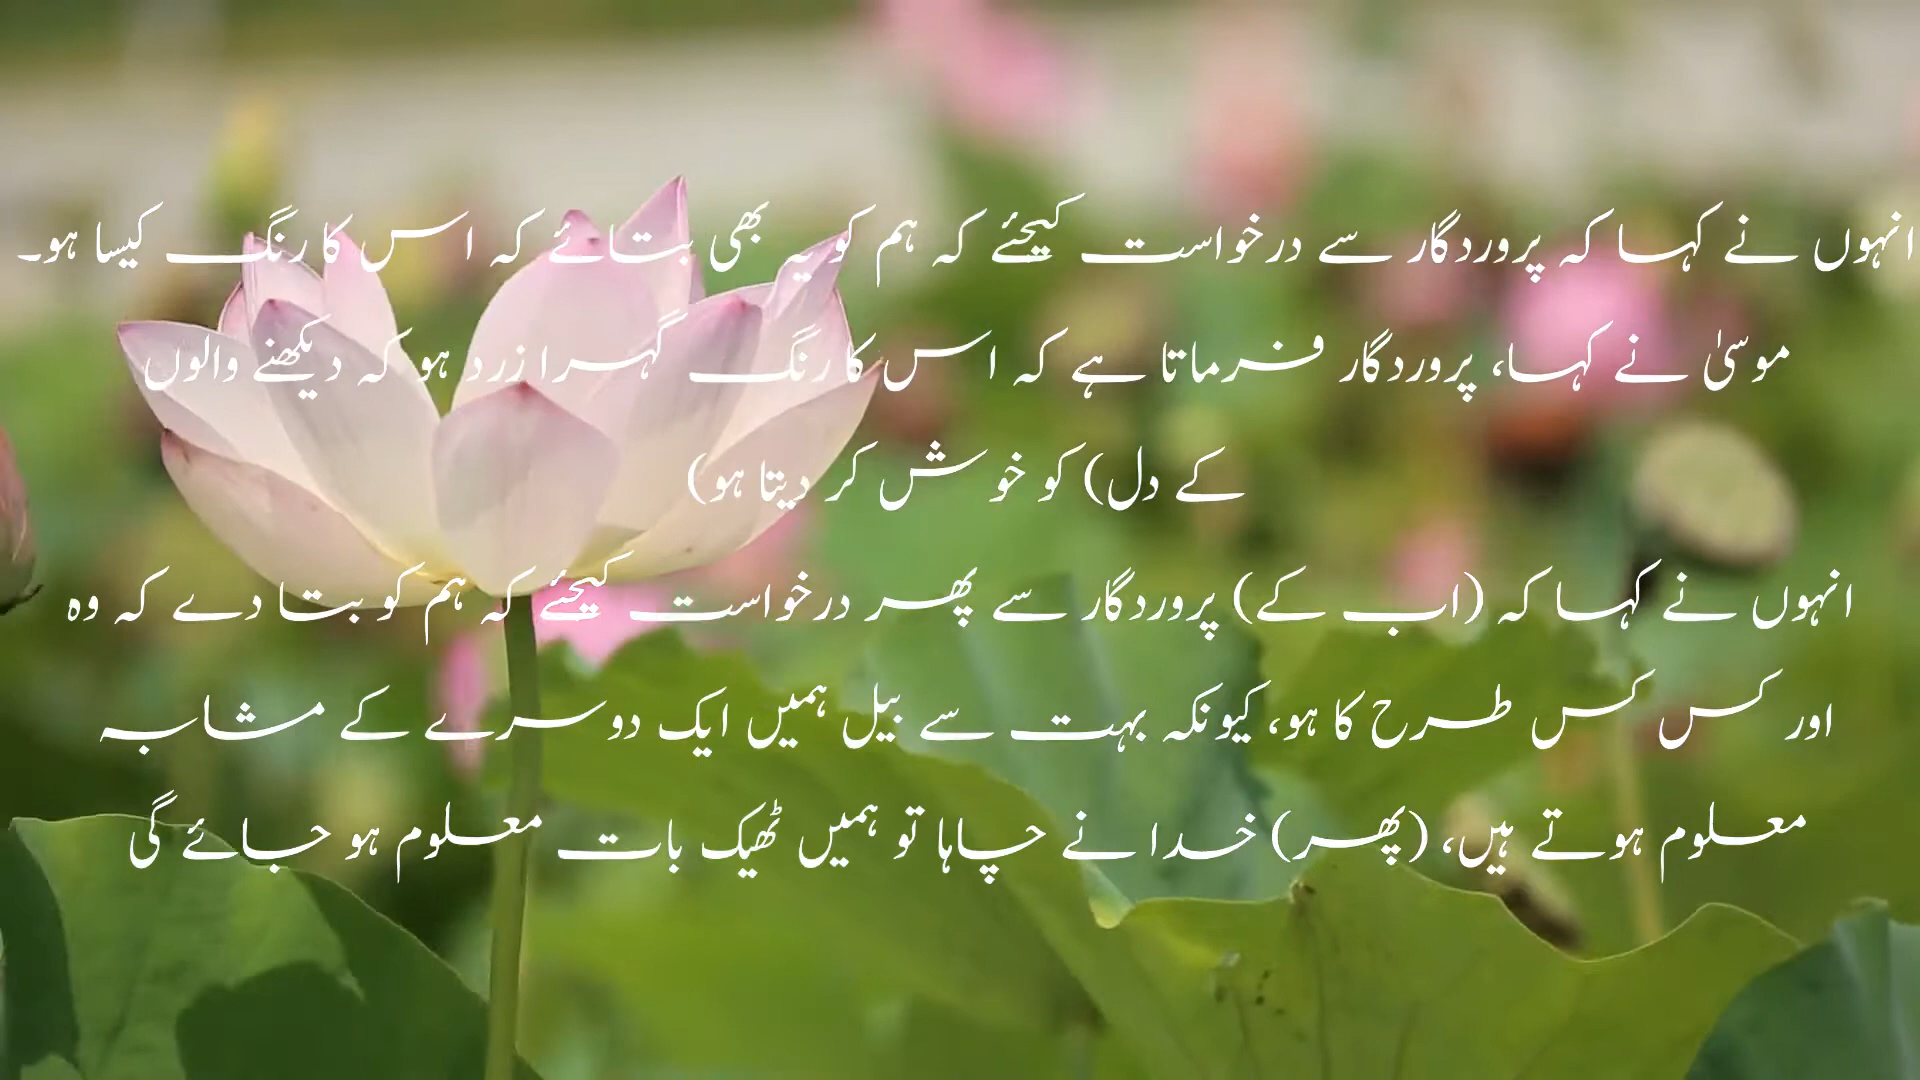 انہوں نے کہا کہ پروردگار سے درخواست کیجئے کہ ہم کو یہ بھی بتائے کہ اس کا رنگ کیسا ہو۔
موسیٰ نے کہا، پروردگار فرماتا ہے کہ اس کا رنگ گہرا زرد ہو کہ دیکھنے والوں
کے دل) کو خوش کر دیتا ہو)
انہوں نے کہا کہ (اب کے) پروردگار سے پھر درخواست کیجئے کہ ہم کو بتا دے کہ وہ
اور کس کس طرح کا ہو، کیونکہ بہت سے بیل ہمیں ایک دوسرے کے مشابہ
معلوم ہوتے ہیں، (پھر) خدا نے چاہا تو ہمیں ٹھیک بات معلوم ہو جائے گی